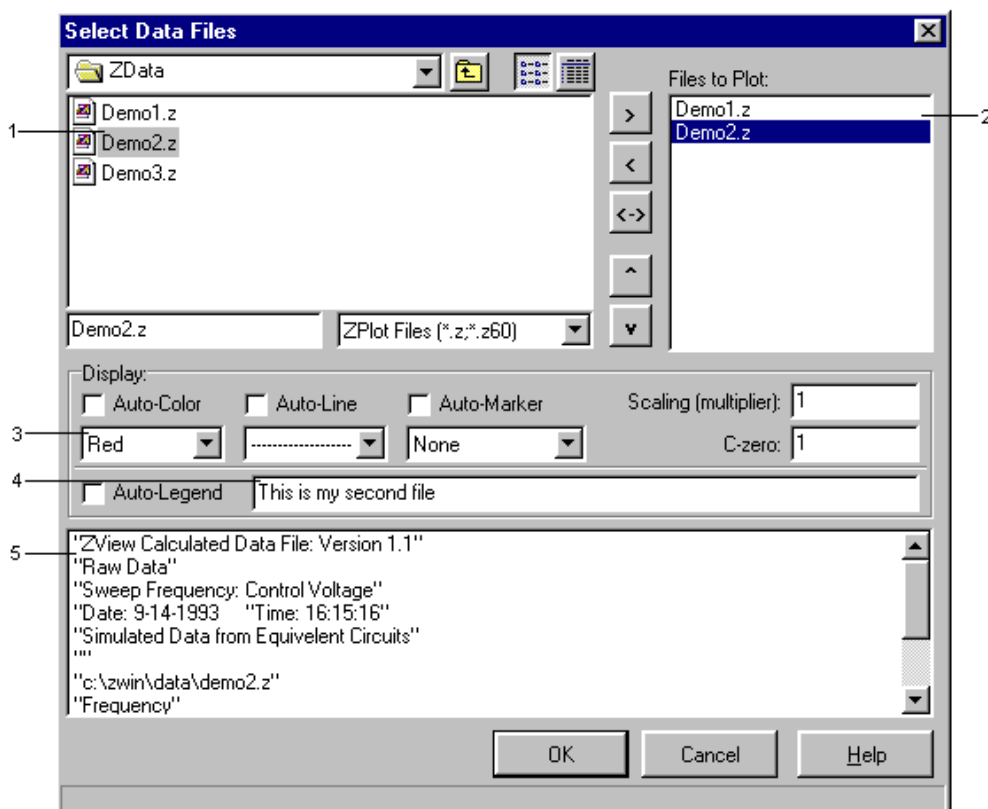 Select Data Files
ZData
Files to Plot:
1
Demo1.z
Demo2.z
Demo3.z
>
<
<->
^
v
Demo1.z
Demo2.z
2
Demo2.z
ZPlot Files (*.z;*.z60)
Display:
Auto-Color
Auto-Line
Auto-Marker
Scaling (multiplier): 1
3
Red
------------------
None
C-zero: 1
4
Auto-Legend
This is my second file
5
"ZView Calculated Data File: Version 1.1"
"Raw Data"
"Sweep Frequency: Control Voltage"
"Date: 9-14-1993 "Time: 16:15:16"
"Simulated Data from Equivelent Circuits"
""
"c:\zwin\data\demo2.z"
"Frequency"
OK
Cancel
Help